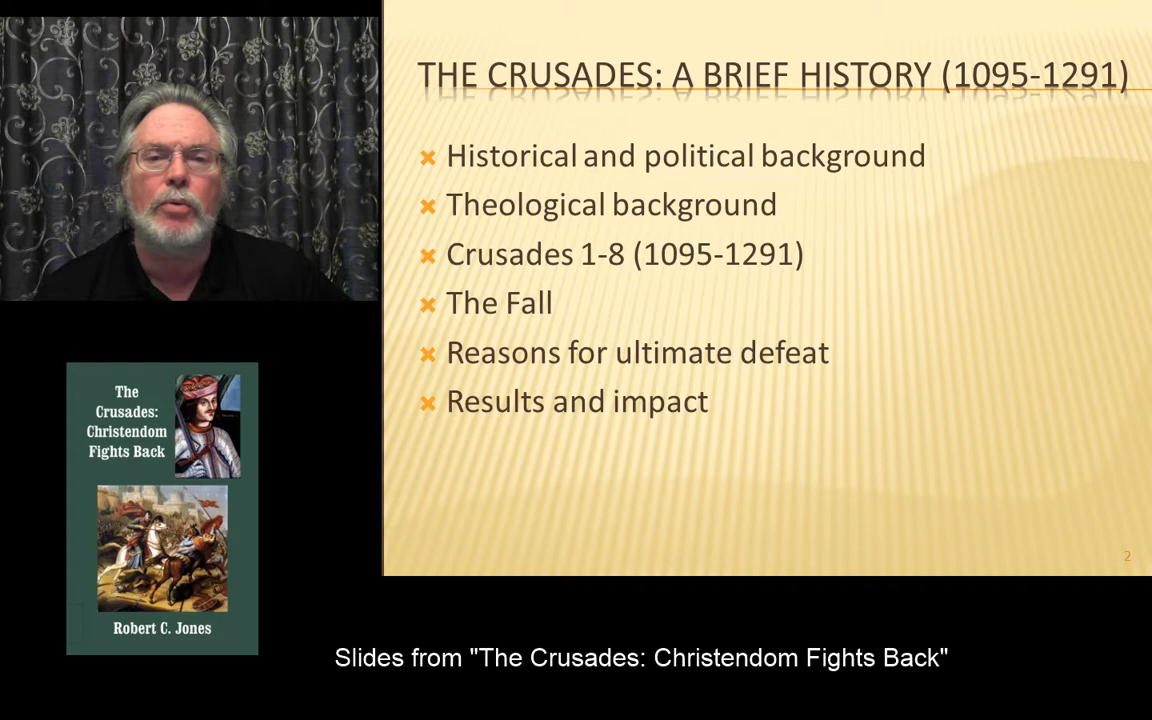 THE CRUSADES: A BRIEF HISTORY (1095-1291)
Historical and political background
Theological background
Crusades 1-8 (1095-1291)
The Fall
Reasons for ultimate defeat
Results and impact
2
The
Crusades:
Christendom
Fights Back
Robert C. Jones
Slides from "The Crusades: Christendom Fights Back"